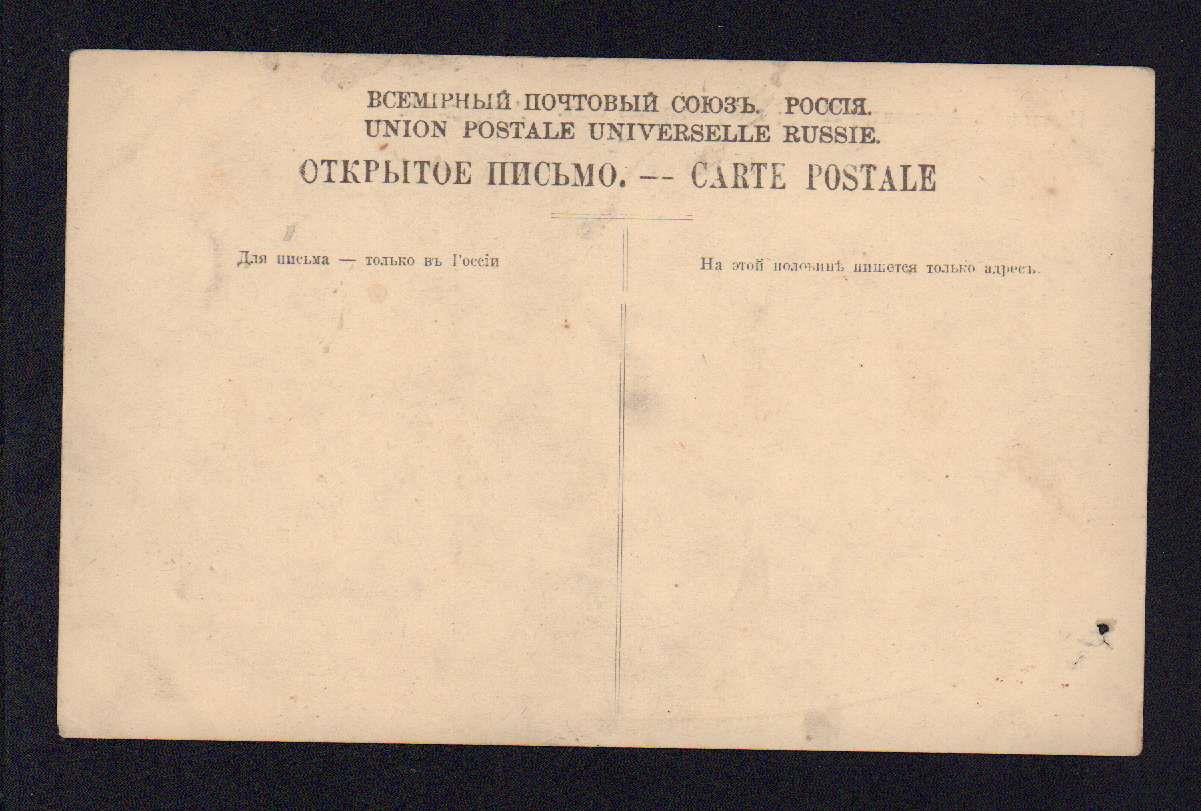 ВСЕМІРНЫЙ ПОЧТОВЫЙ СОЮЗЪ. РОССІЯ.
UNION POSTALE UNIVERSELLE RUSSIE.
ОТКРЫТОЕ ПИСЬМО. — CARTE POSTALE
Для письма — только въ Россіи
На этой половинѣ пишется только адресъ.